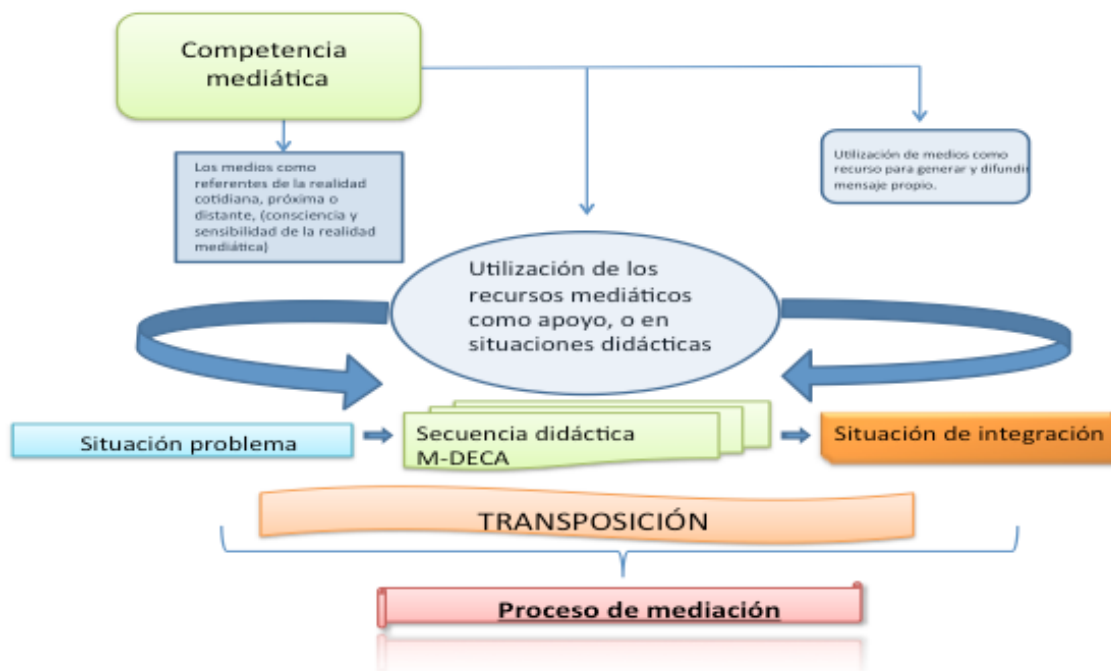 Competencia
mediática
Los medios como
referentes de la realidad
cotidiana, próxima o
distante, (consciencia y
sensibilidad de la realidad
mediática)
Utilización de medios como
recurso para generar y difundir
mensaje propio.
Utilización de los
recursos mediáticos
como apoyo, o en
situaciones didácticas
Situación problema
Secuencia didáctica
M-DECA
Situación de integración
TRANSPOSICIÓN
Proceso de mediación